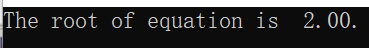 The root of equation is  2.00.